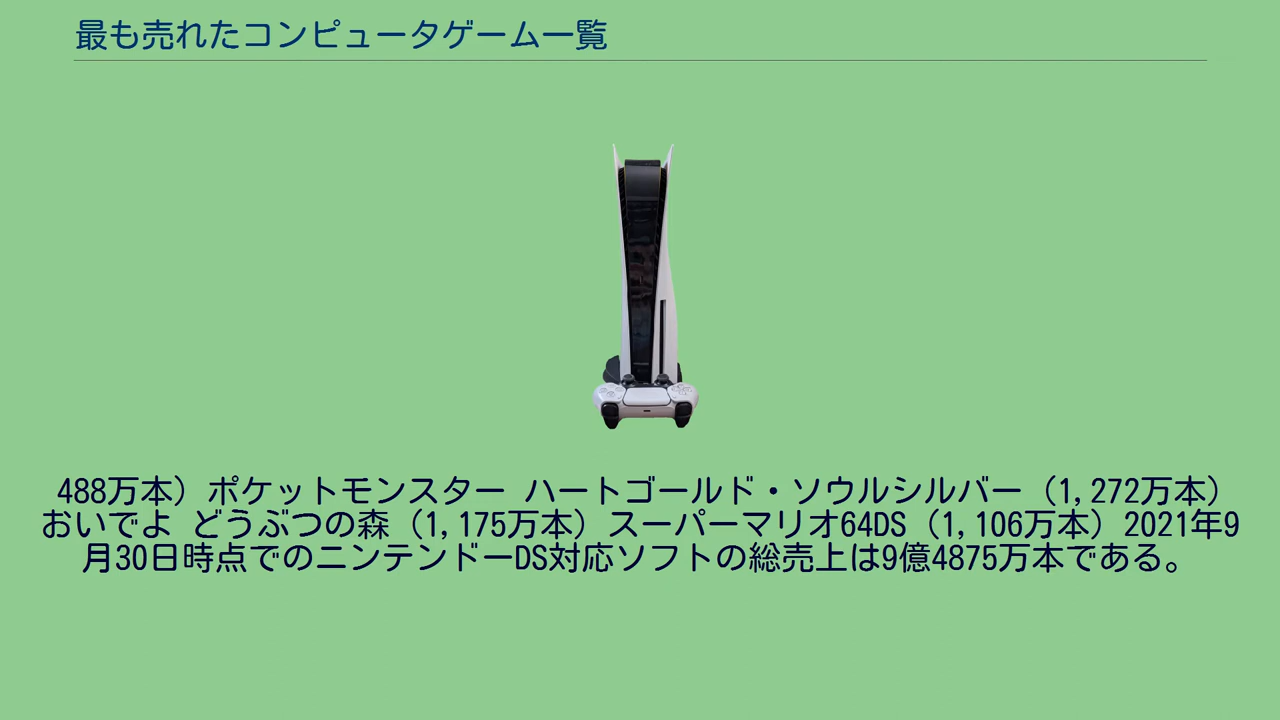 最も売れたコンピュータゲーム一覧
488万本）ポケットモンスター ハートゴールド・ソウルシルバー（1,272万本）
おいでよ どうぶつの森（1,175万本）スーパーマリオ64DS（1,106万本）2021年9
月30日時点でのニンテンドーDS対応ソフトの総売上は9億4875万本である。